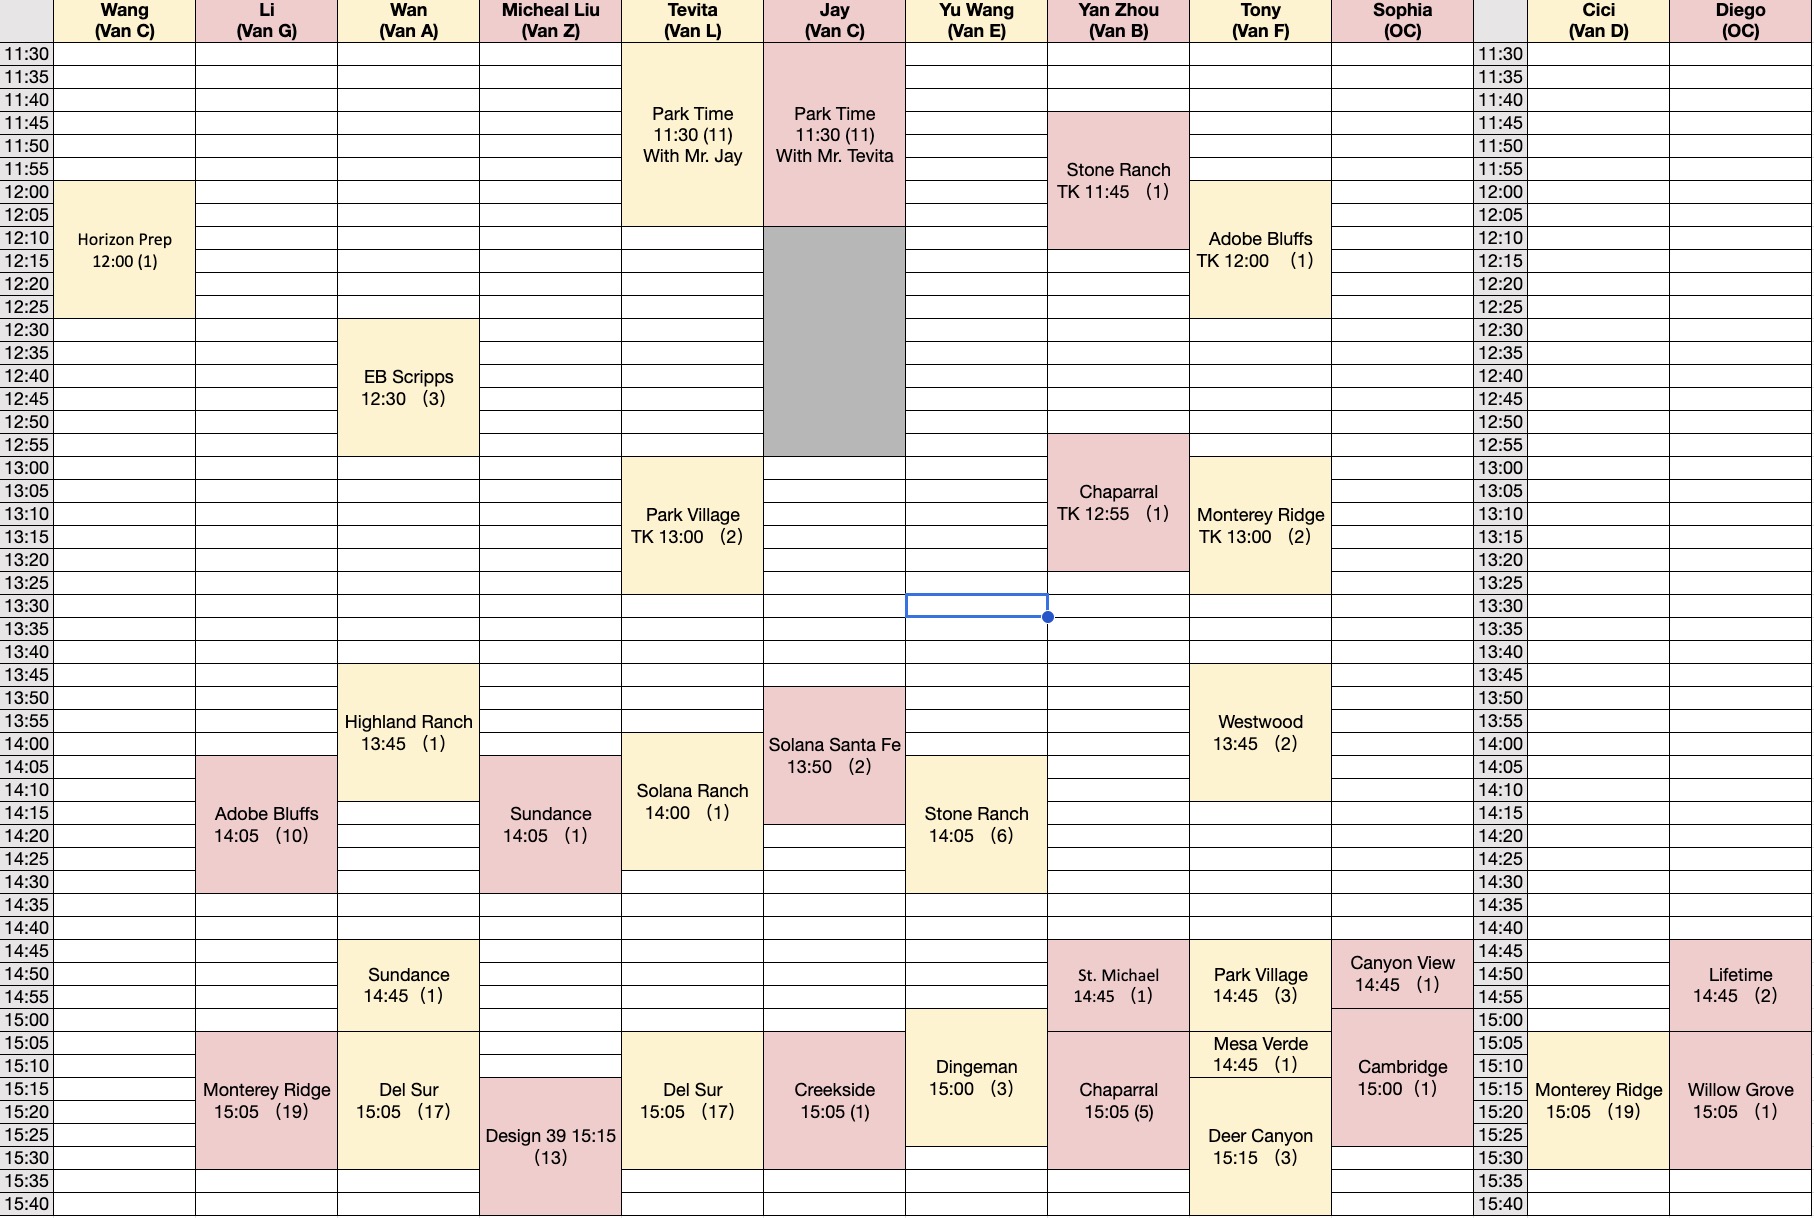 Wang
(Van C)
Li
(Van G)
Wan
(Van A)
Micheal Liu
(Van Z)
Tevita
(Van L)
Jay
(Van C)
Yu Wang
(Van E)
Yan Zhou
(Van B)
Tony
(Van F)
Sophia
(OC)
Cici
(Van D)
Diego
(OC)
11:30
11:35
11:40
11:45
11:50
11:55
12:00
12:05
12:10
12:15
12:20
12:25
12:30
12:35
12:40
12:45
12:50
12:55
13:00
13:05
13:10
13:15
13:20
13:25
13:30
13:35
13:40
13:45
13:50
13:55
14:00
14:05
14:10
14:15
14:20
14:25
14:30
14:35
14:40
14:45
14:50
14:55
15:00
15:05
15:10
15:15
15:20
15:25
15:30
15:35
15:40
Horizon Prep
12:00 (1)
Adobe Bluffs
14:05 (10)
Monterey Ridge
15:05 (19)
EB Scripps
12:30 (3)
Highland Ranch
13:45 (1)
Sundance
14:45 (1)
Del Sur
15:05 (17)
Sundance
14:05 (1)
Design 39 15:15
(13)
Park Time
11:30 (11)
With Mr. Jay
Park Village
TK 13:00 (2)
Solana Ranch
14:00 (1)
Del Sur
15:05 (17)
Park Time
11:30 (11)
With Mr. Tevita
Solana Santa Fe
13:50 (2)
Creekside
15:05 (1)
Stone Ranch
14:05 (6)
Dingeman
15:00 (3)
Stone Ranch
TK 11:45 (1)
Chaparral
TK 12:55 (1)
St. Michael
14:45 (1)
Chaparral
15:05 (5)
Adobe Bluffs
TK 12:00 (1)
Monterey Ridge
TK 13:00 (2)
Westwood
13:45 (2)
Park Village
14:45 (3)
Mesa Verde
14:45 (1)
Deer Canyon
15:15 (3)
Canyon View
14:45 (1)
Cambridge
15:00 (1)
11:30
11:35
11:40
11:45
11:50
11:55
12:00
12:05
12:10
12:15
12:20
12:25
12:30
12:35
12:40
12:45
12:50
12:55
13:00
13:05
13:10
13:15
13:20
13:25
13:30
13:35
13:40
13:45
13:50
13:55
14:00
14:05
14:10
14:15
14:20
14:25
14:30
14:35
14:40
14:45
14:50
14:55
15:00
15:05
15:10
15:15
15:20
15:25
15:30
15:35
15:40
Monterey Ridge
15:05 (19)
Lifetime
14:45 (2)
Willow Grove
15:05 (1)